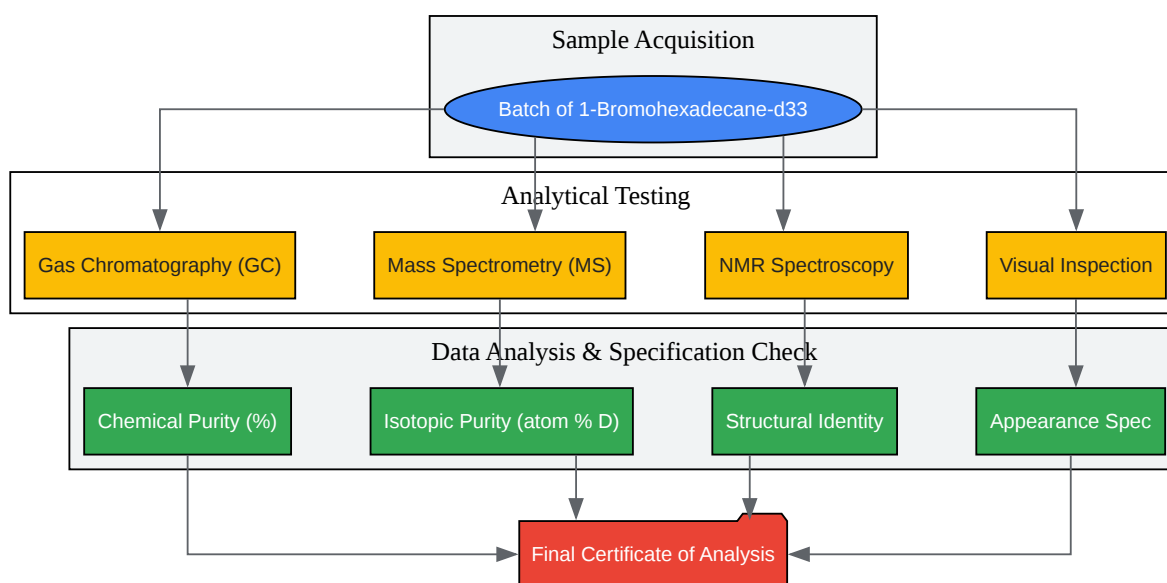 Sample Acquisition
Batch of 1-Bromohexadecane-d33
Analytical Testing
Gas Chromatography (GC)
Mass Spectrometry (MS)
NMR Spectroscopy
Visual Inspection
Data Analysis & Specification Check
Chemical Purity (%)
Isotopic Purity (atom % D)
Structural Identity
Appearance Spec
Final Certificate of Analysis